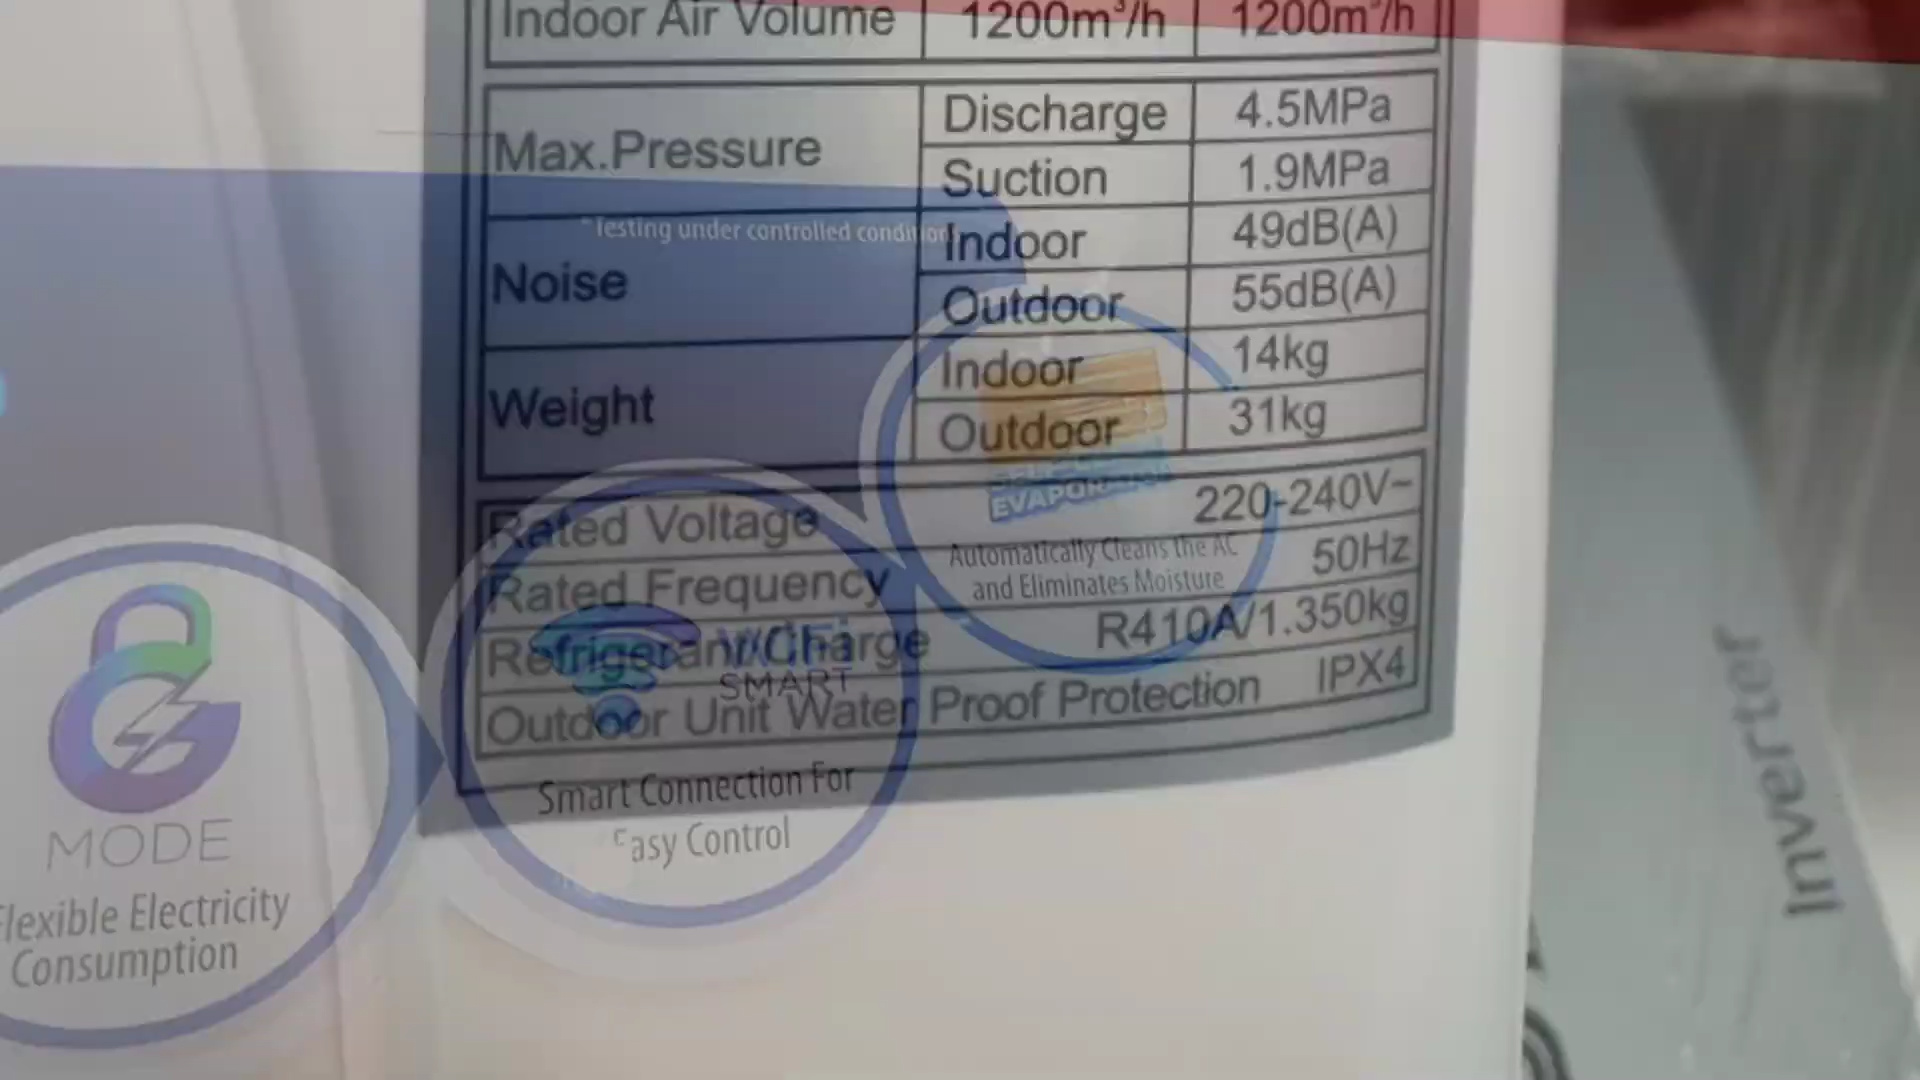 Indoor Air Volume 1200m³/h 1200m³/h
Max.Pressure Discharge 4.5MPa
Suction 1.9MPa
*Testing under controlled condition
Noise Indoor 49dB(A)
Outdoor 55dB(A)
Weight Indoor 14kg
Outdoor 31kg
Rated Voltage 220-240V~
Rated Frequency 50Hz
Refrigerant/Charge R410A/1.350kg
Outdoor Unit Water Proof Protection IPX4
EVAPORATOR
Automatically Cleans the AC
and Eliminates Moisture
SMART
Smart Connection For
Easy Control
MODE
Flexible Electricity
Consumption
Inverter